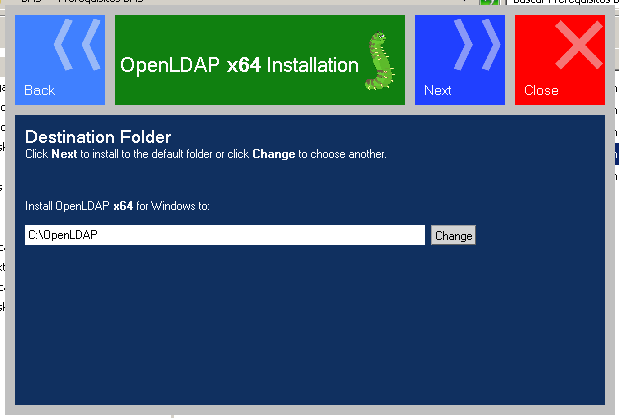 Back
OpenLDAP x64 Installation
Next
Close
Destination Folder
Click Next to install to the default folder or click Change to choose another.
Install OpenLDAP x64 for Windows to:
C:\OpenLDAP
Change